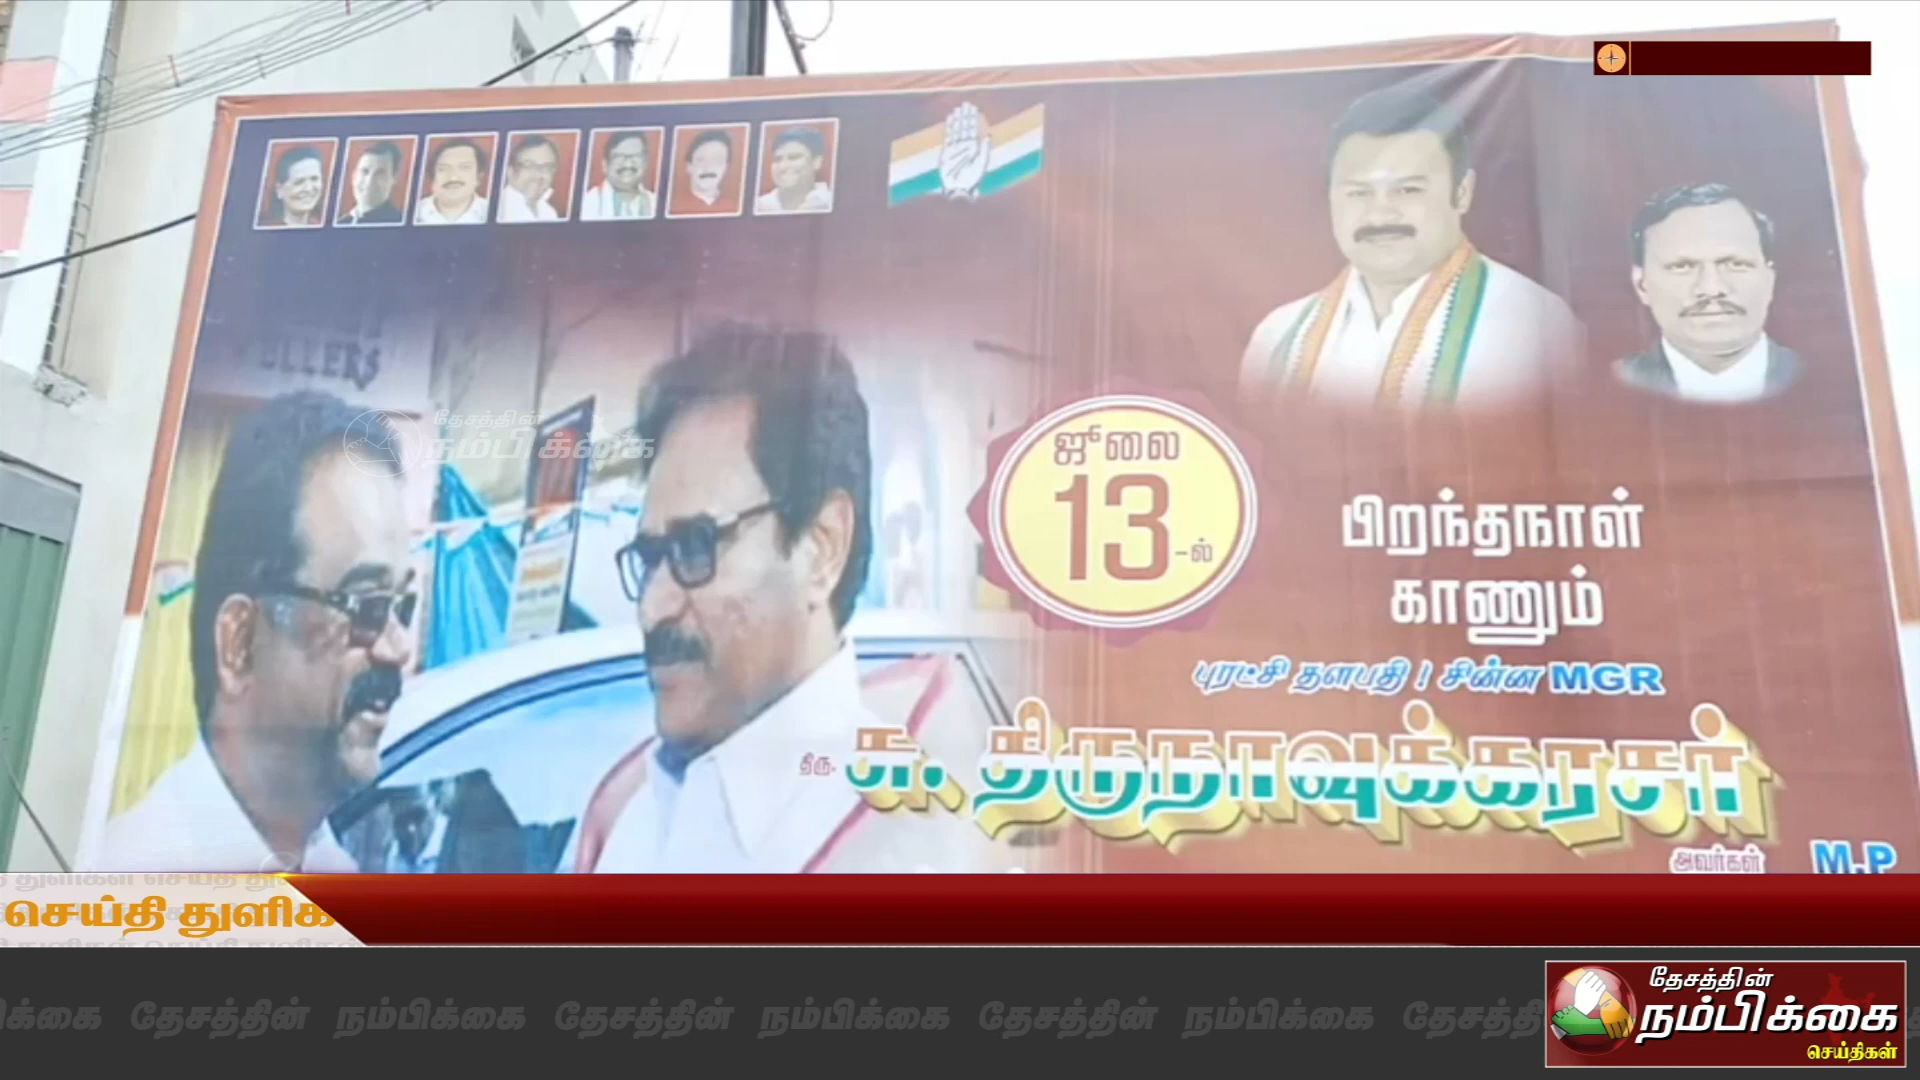 LLERS
தேசத்தின்
நம்பிக்கை
ஜூலை
13-ல்
பிறந்தநாள்
காணும்
புரட்சி தளபதி ! சின்ன MGR
திரு. சு. திருநாவுக்கரசர்
அவர்கள் M.P
செய்தி துளிக
தேசத்தின் நம்பிக்கை தேசத்தின் நம்பிக்கை தேசத்தின் நம்பிக்கை
தேசத்தின்
நம்பிக்கை
செய்திகள்